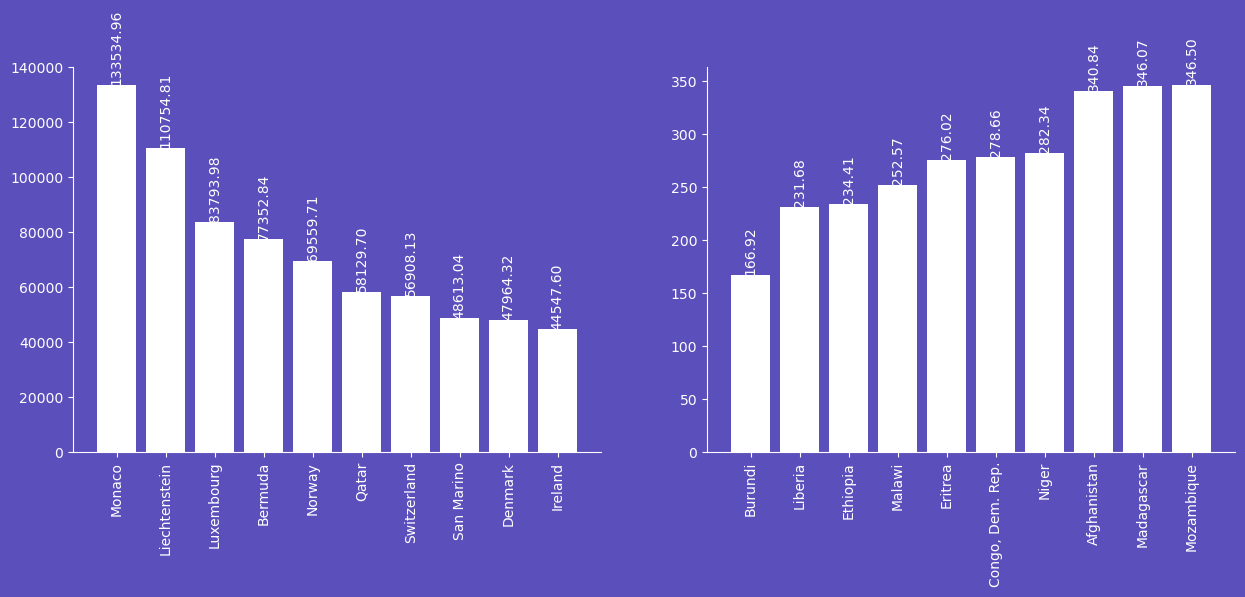 140000
120000
100000
80000
60000
40000
20000
0
133534.96
110754.81
83793.98
77352.84
69559.71
58129.70
56908.13
48613.04
47964.32
44547.60
Monaco
Liechtenstein
Luxembourg
Bermuda
Norway
Qatar
Switzerland
San Marino
Denmark
Ireland
350
300
250
200
150
100
50
0
166.92
231.68
234.41
252.57
276.02
278.66
282.34
340.84
346.07
346.50
Burundi
Liberia
Ethiopia
Malawi
Eritrea
Congo, Dem. Rep.
Niger
Afghanistan
Madagascar
Mozambique